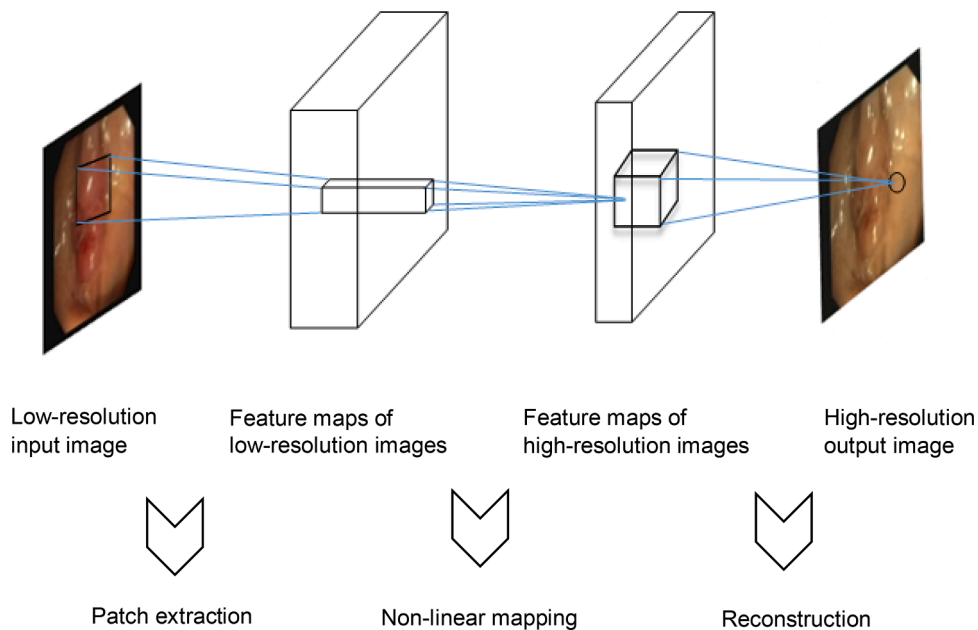 Low-resolution
input image
Feature maps of
low-resolution images
Feature maps of
high-resolution images
High-resolution
output image
Patch extraction
Non-linear mapping
Reconstruction